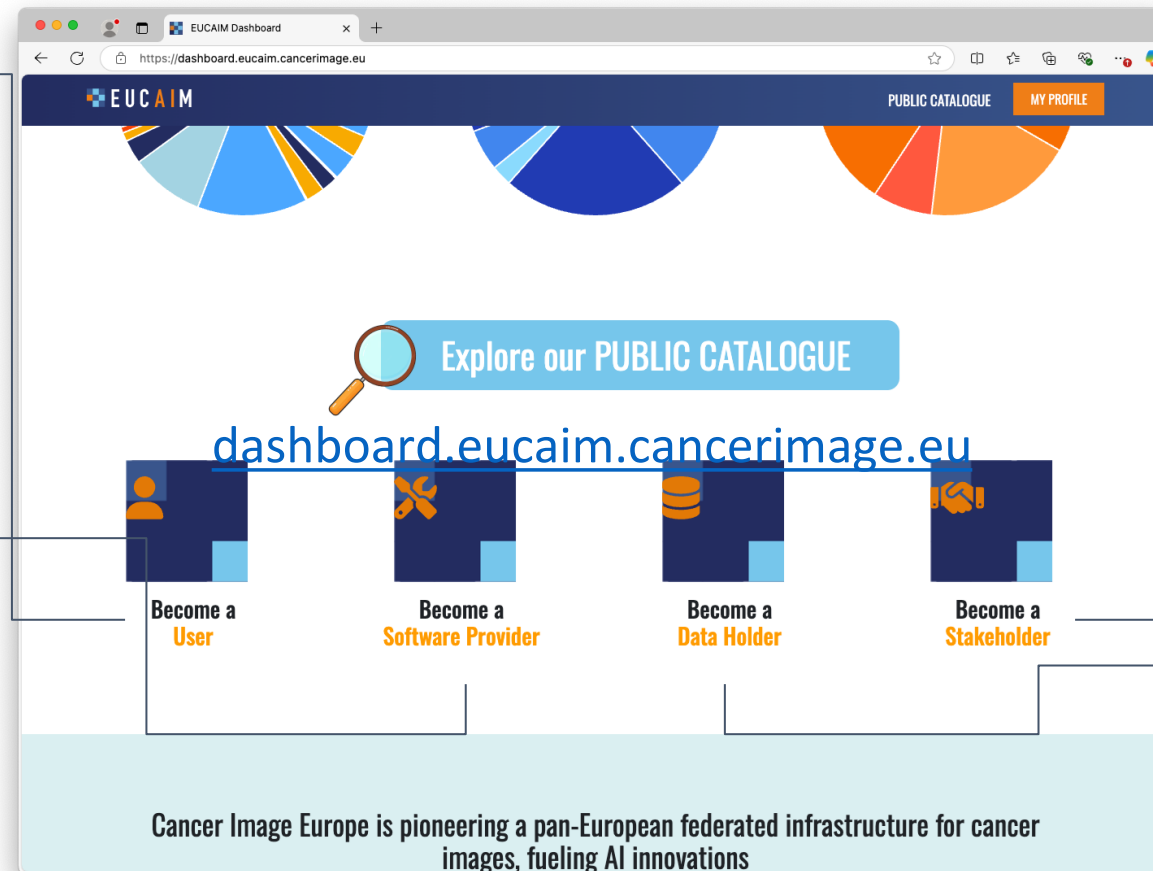 EUCAIM Dashboard
https://dashboard.eucaim.cancerimage.eu
EUCAIM
PUBLIC CATALOGUE
MY PROFILE
Explore our PUBLIC CATALOGUE
dashboard.eucaim.cancerimage.eu
Become a
User
Become a
Software Provider
Become a
Data Holder
Become a
Stakeholder
Cancer Image Europe is pioneering a pan-European federated infrastructure for cancer
images, fueling AI innovations